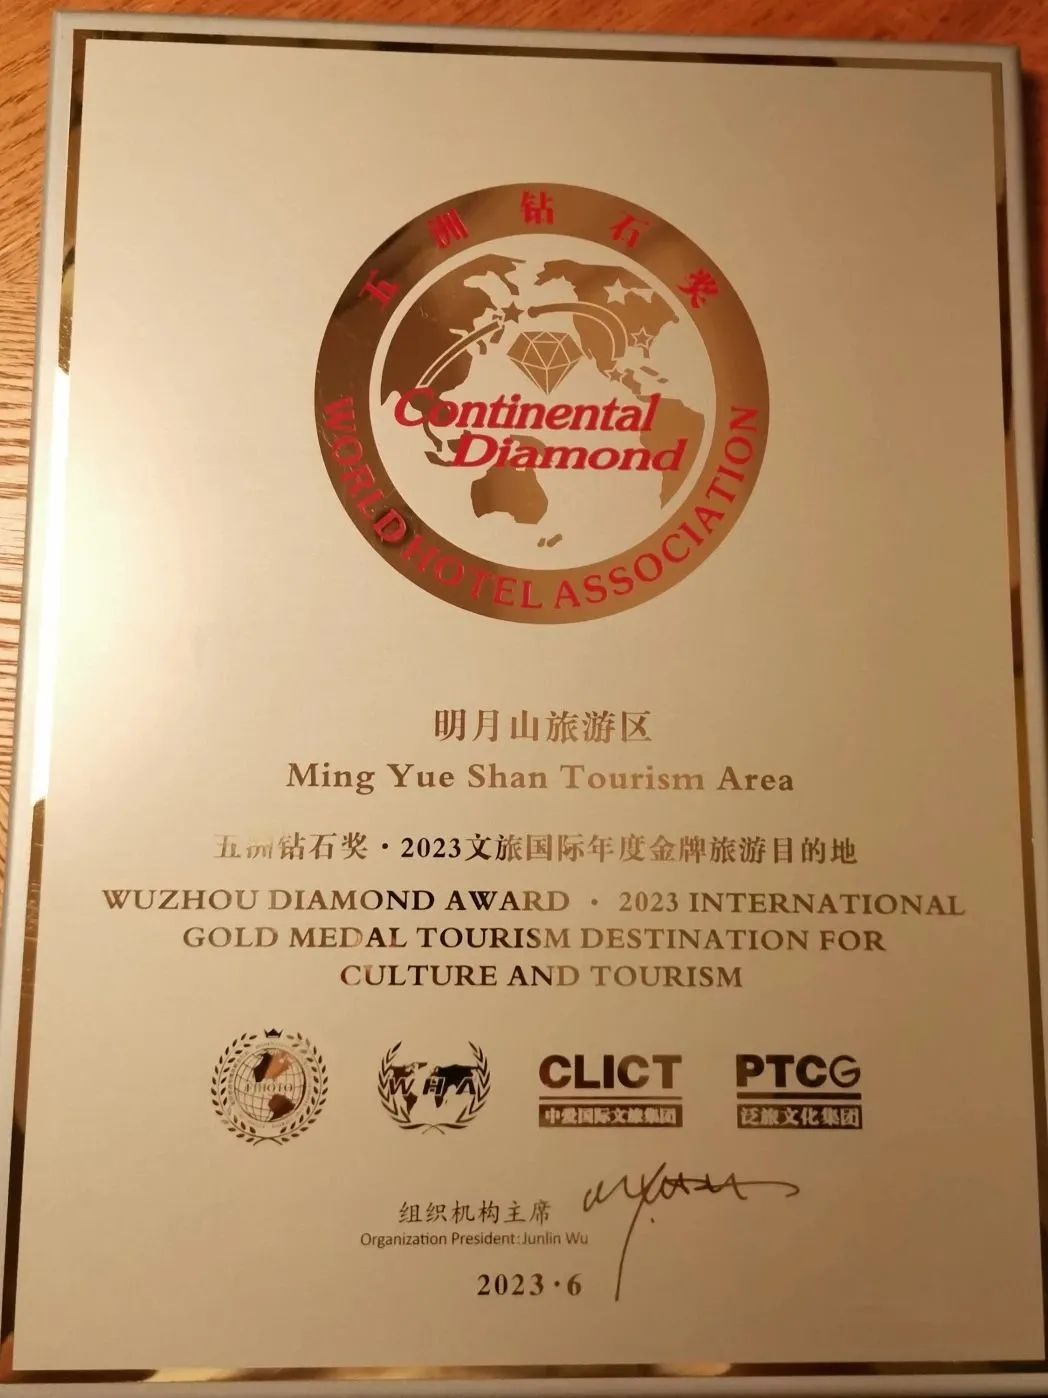 五洲钻石奖
Continental
Diamond
WORLD HOTEL ASSOCIATION
明月山旅游区
Ming Yue Shan Tourism Area
五洲钻石奖·2023文旅国际年度金牌旅游目的地
WUZHOU DIAMOND AWARD · 2023 INTERNATIONAL
GOLD MEDAL TOURISM DESTINATION FOR
CULTURE AND TOURISM
WHA
CLICT
中爱国际文旅集团
PTCG
泛旅文化集团
组织机构主席
Organization President:Junlin Wu
2023·6